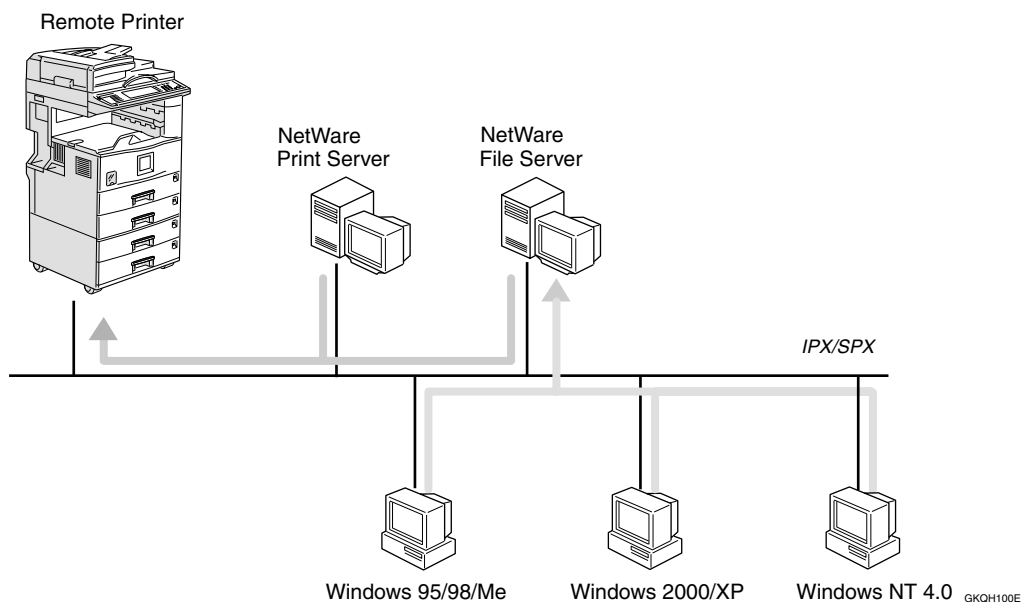 Remote Printer
NetWare
Print Server
NetWare
File Server
IPX/SPX
Windows 95/98/Me
Windows 2000/XP
Windows NT 4.0
GKQH100E